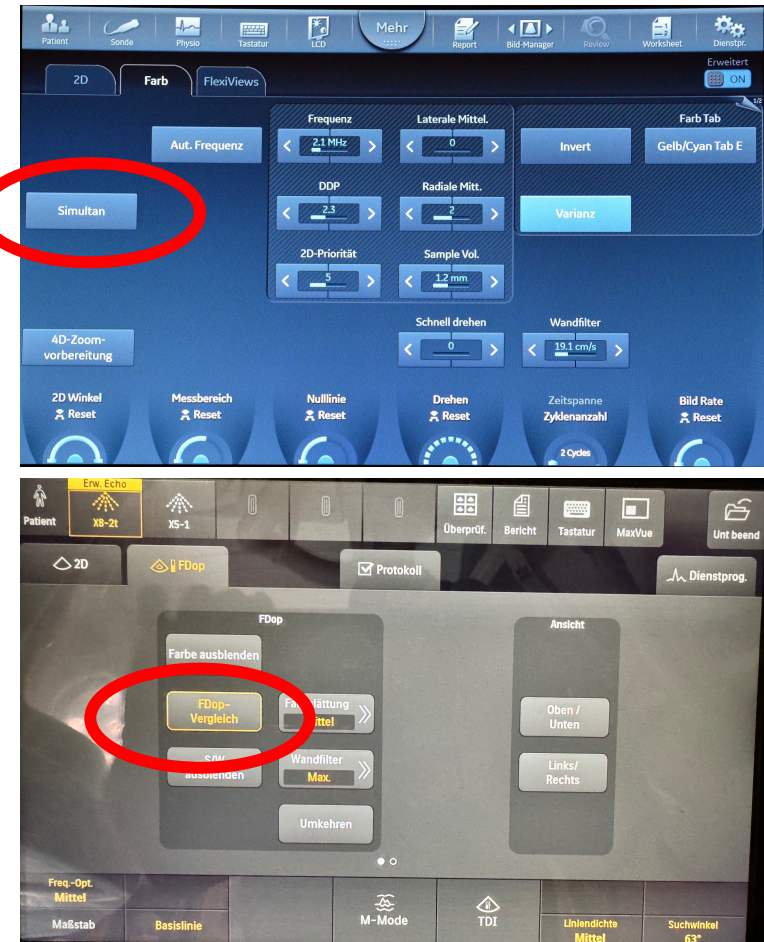 Patient
Sonde
Physio
Tastatur
LCD
Mehr
Report
Bild-Manager
Review
Worksheet
Dienstpr.
2D
Farb
FlexiViews
Erweitert
ON
1/2
Frequenz
Laterale Mittel.
Farb Tab
Aut. Frequenz
2.1 MHz
0
Invert
Gelb/Cyan Tab E
DDP
Radiale Mitt.
Simultan
2.3
2
Varianz
2D-Priorität
Sample Vol.
5
1.2 mm
Schnell drehen
Wandfilter
4D-Zoom-
vorbereitung
0
19.1 cm/s
2D Winkel
Reset
Messbereich
Reset
Nulllinie
Reset
Drehen
Reset
Zeitspanne
Zyklenanzahl
2 Cycles
Bild Rate
Reset
Erw. Echo
Patient
X8-2t
X5-1
Überprüf.
Bericht
Tastatur
MaxVue
Unt beend
2D
FDop
Protokoll
Dienstprog.
FDop
Ansicht
Farbe ausblenden
FDop-
Vergleich
Mittel
Oben /
Unten
S/W
ausblenden
Wandfilter
Max.
Links/
Rechts
Umkehren
Freq.-Opt.
Mittel
Maßstab
Basislinie
M-Mode
TDI
Liniendichte
Mittel
Suchwinkel
63°